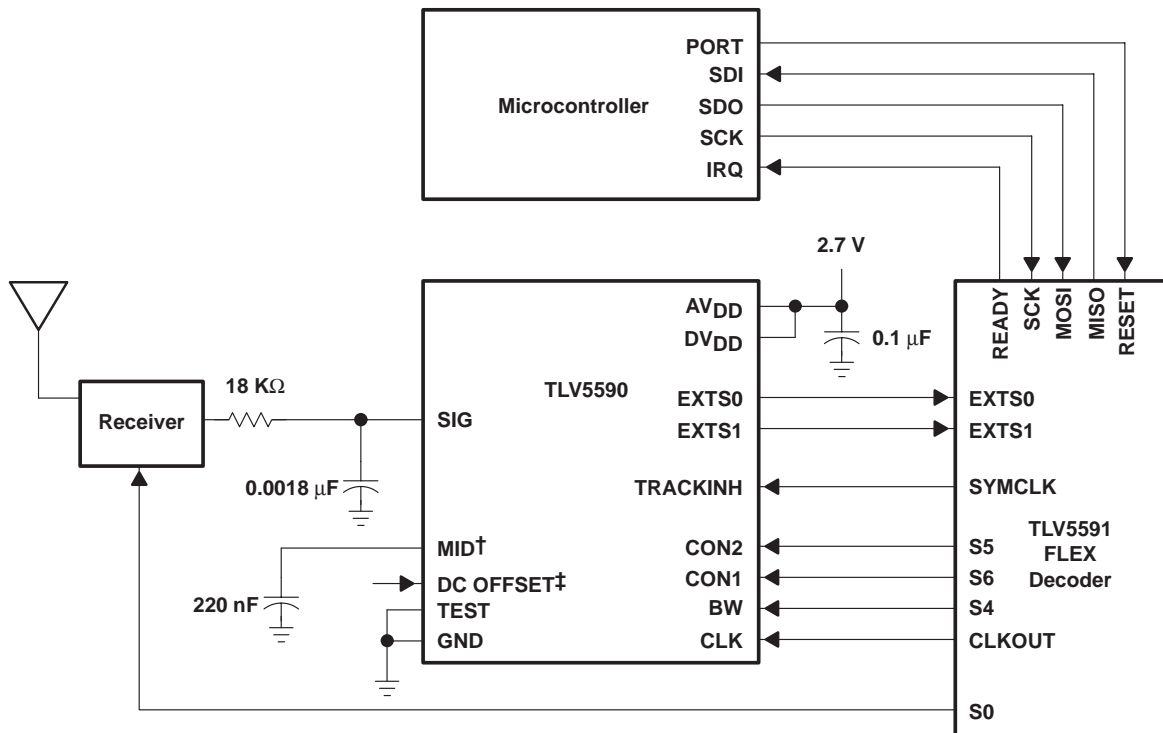 PORT
SDI
Microcontroller
SDO
SCK
IRQ
2.7 V
READY
SCK
MOSI
MISO
RESET
AVDD
DVDD
0.1 μF
18 KΩ
TLV5590
Receiver
SIG
EXTS0
EXTS1
EXTS0
EXTS1
0.0018 μF
TRACKINH
SYMCLK
TLV5591
FLEX
Decoder
MID†
CON2
S5
DC OFFSET‡
CON1
S6
220 nF
TEST
BW
S4
GND
CLK
CLKOUT
S0